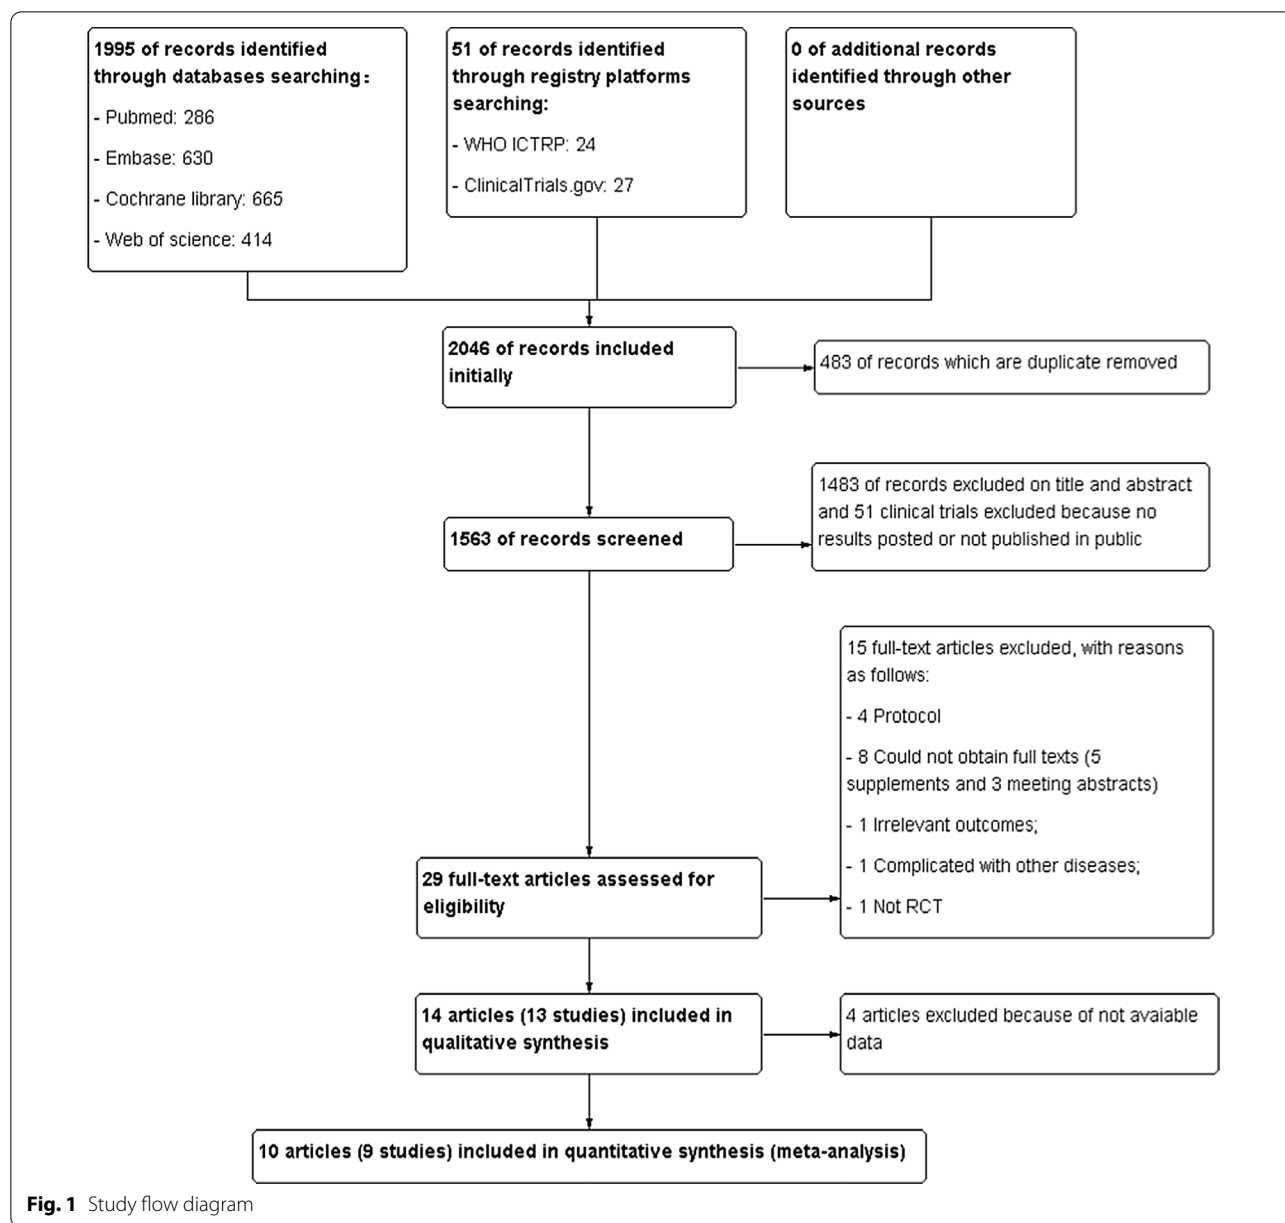 1995 of records identified
through databases searching：
- Pubmed: 286
- Embase: 630
- Cochrane library: 665
- Web of science: 414
51 of records identified
through registry platforms
searching:
- WHO ICTRP: 24
- ClinicalTrials.gov: 27
0 of additional records
identified through other
sources
2046 of records included
initially
483 of records which are duplicate removed
1563 of records screened
1483 of records excluded on title and abstract
and 51 clinical trials excluded because no
results posted or not published in public
29 full-text articles assessed for
eligibility
15 full-text articles excluded, with reasons
as follows:
- 4 Protocol
- 8 Could not obtain full texts (5
supplements and 3 meeting abstracts)
- 1 Irrelevant outcomes;
- 1 Complicated with other diseases;
- 1 Not RCT
14 articles (13 studies) included in
qualitative synthesis
4 articles excluded because of not avaiable
data
10 articles (9 studies) included in quantitative synthesis (meta-analysis)
Fig. 1 Study flow diagram